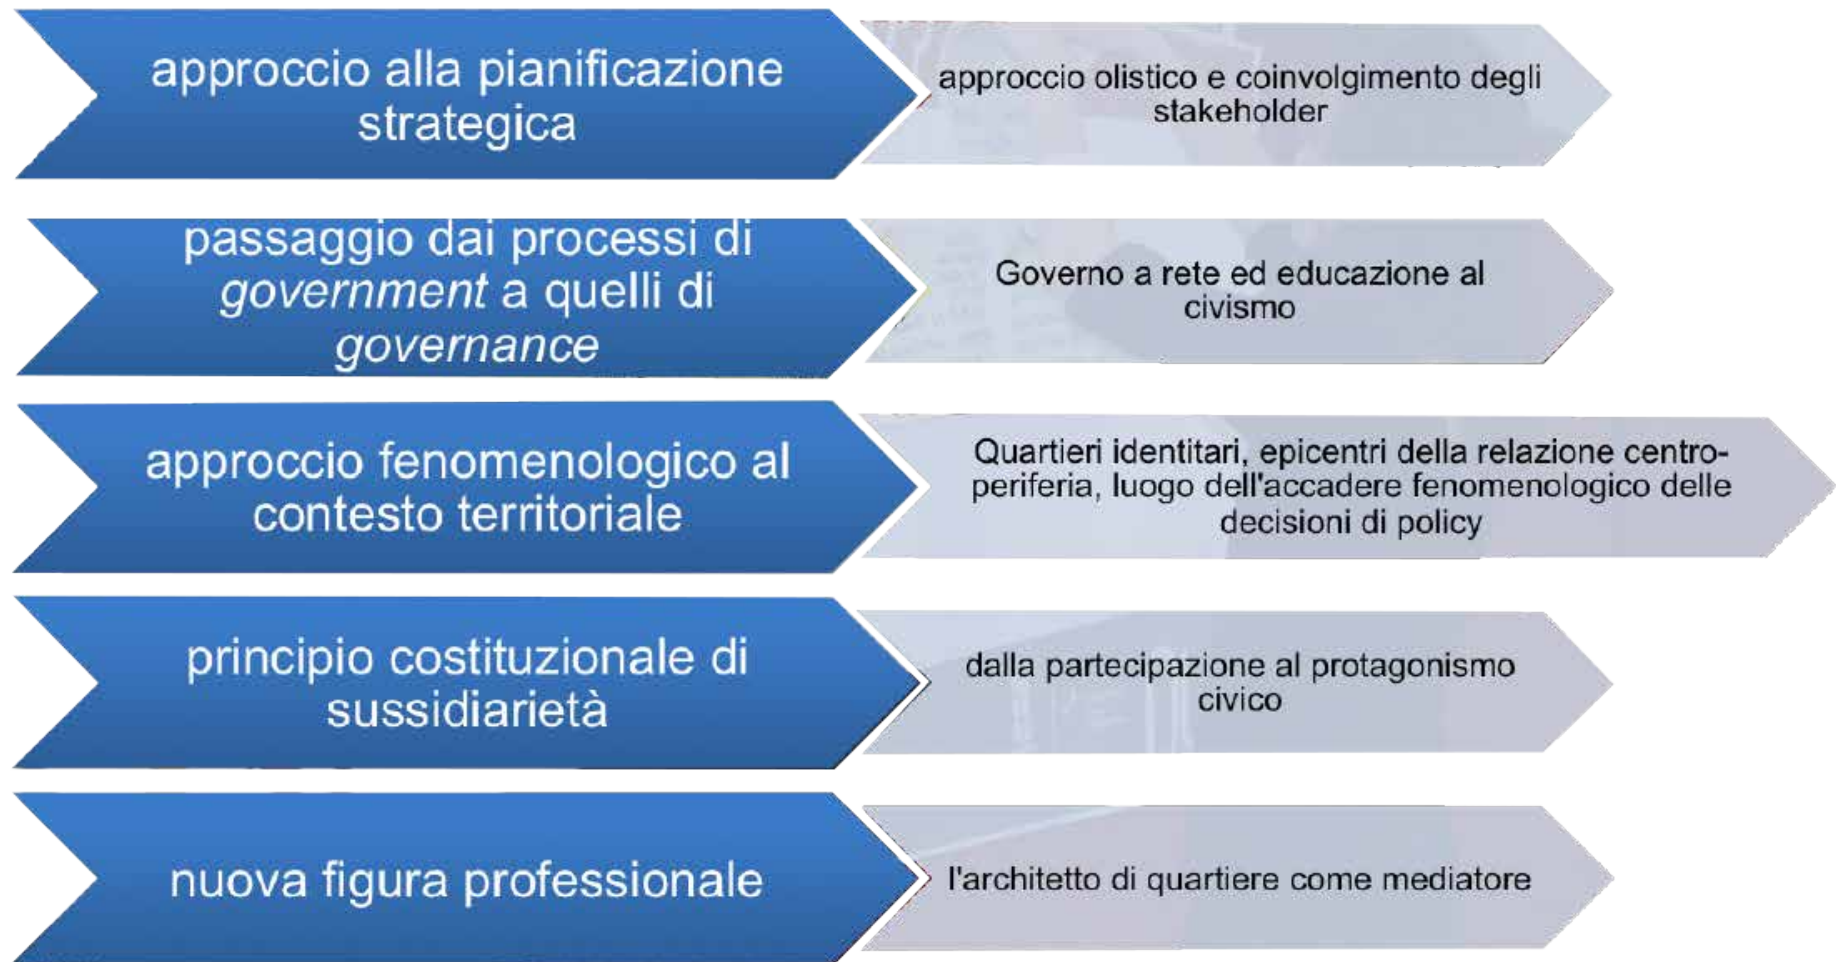 approccio alla pianificazione
strategica
approccio olistico e coinvolgimento degli
stakeholder
passaggio dai processi di
government a quelli di
governance
Governo a rete ed educazione al
civismo
approccio fenomenologico al
contesto territoriale
Quartieri identitari, epicentri della relazione centro-
periferia, luogo dell'accadere fenomenologico delle
decisioni di policy
principio costituzionale di
sussidiarietà
dalla partecipazione al protagonismo
civico
nuova figura professionale
l'architetto di quartiere come mediatore